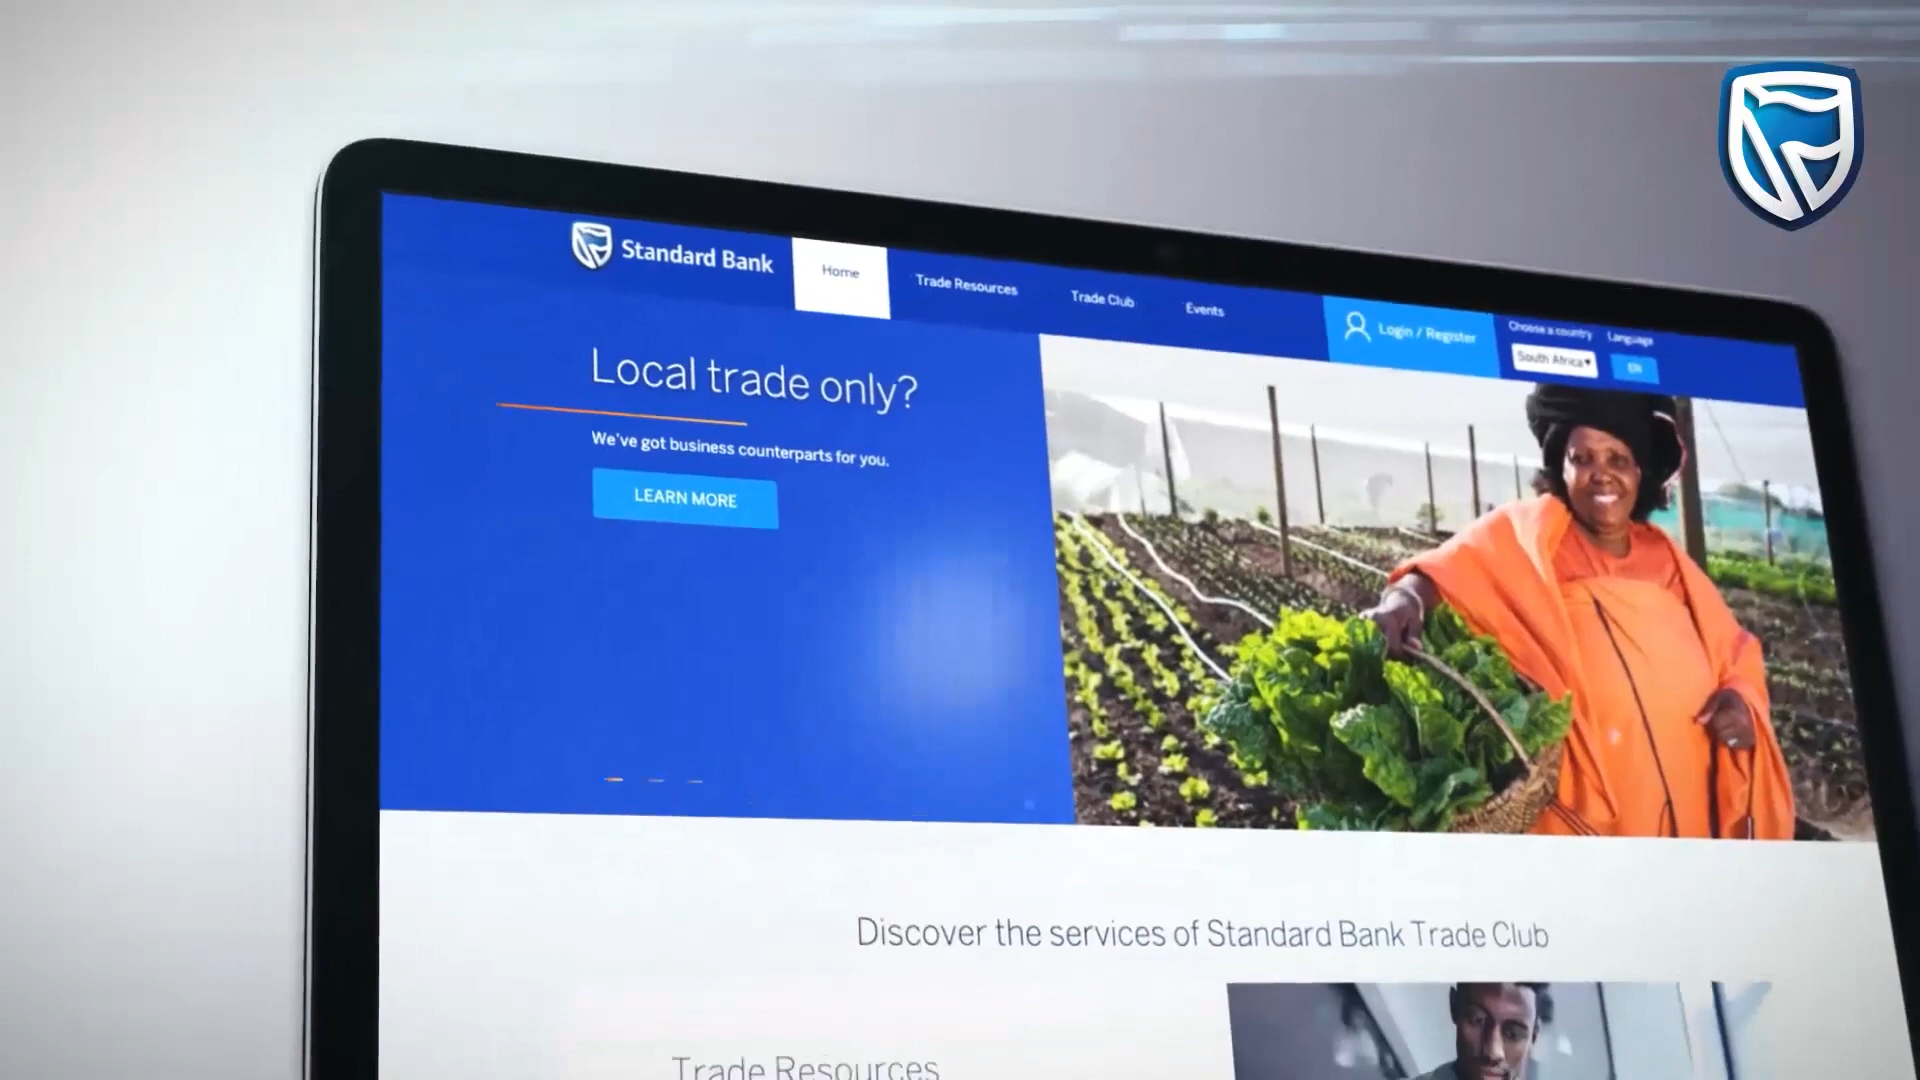 Standard Bank
Home
Trade Resources
Trade Club
Events
Login / Register
Choose a country
Language
South Africa
EN
Local trade only?
We've got business counterparts for you.
LEARN MORE
Discover the services of Standard Bank Trade Club
Trade Resources